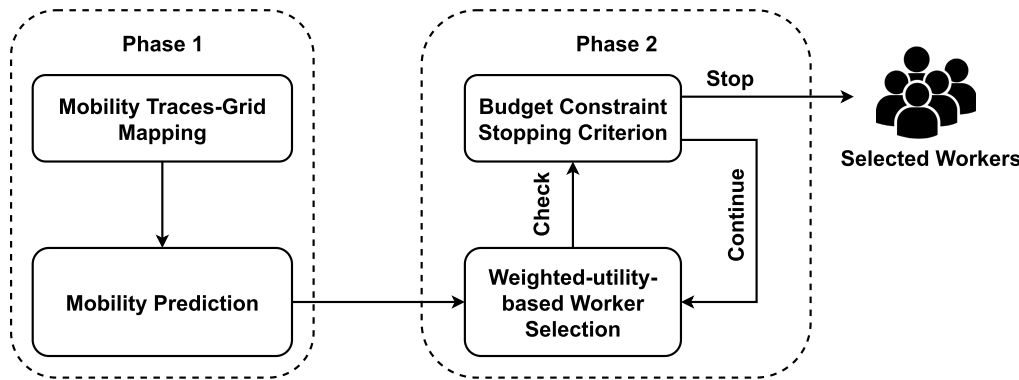 Phase 1
Mobility Traces-Grid
Mapping
Mobility Prediction
Phase 2
Budget Constraint
Stopping Criterion
Check
Continue
Weighted-utility-
based Worker
Selection
Stop
Selected Workers